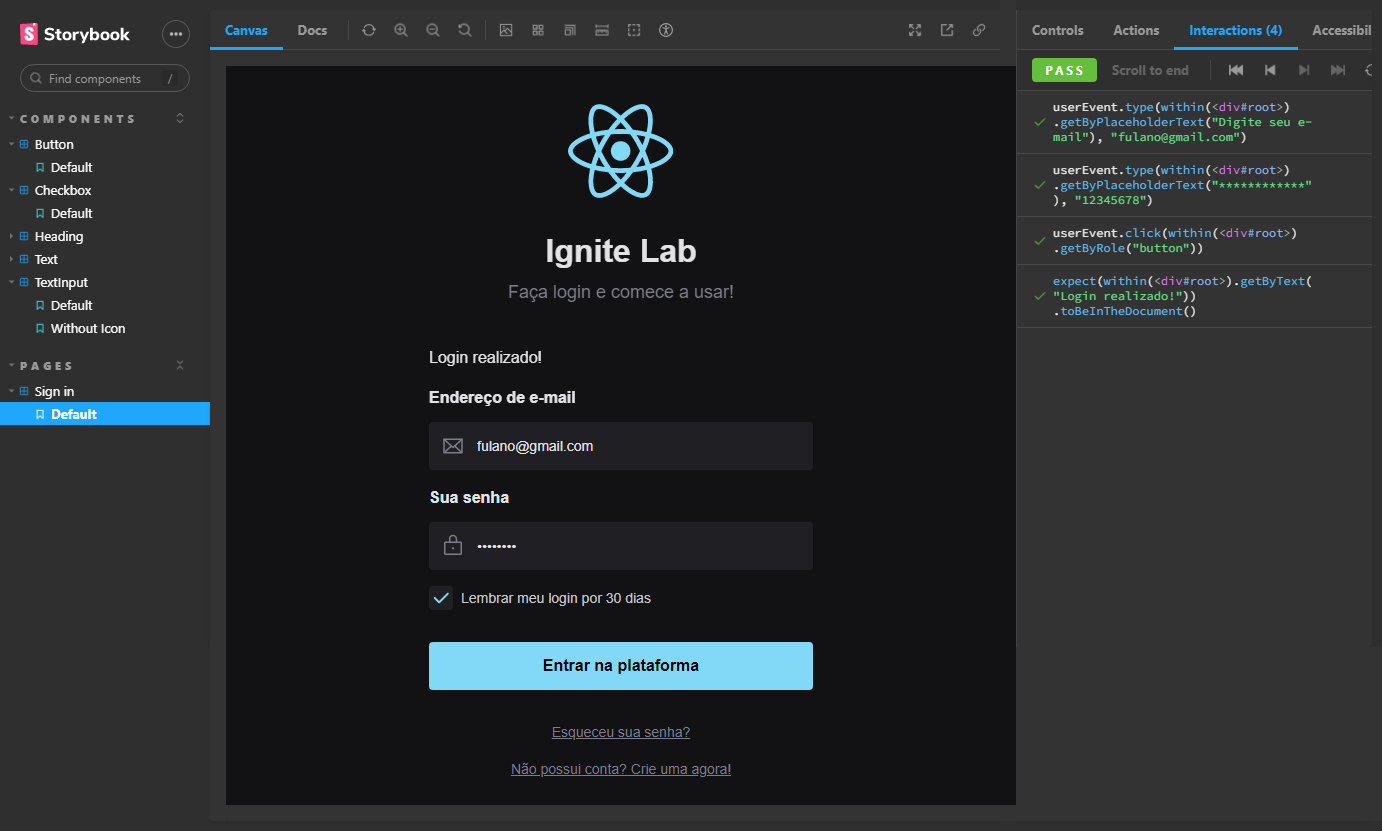 Storybook
Find components
/
COMPONENTS
Button
Default
Checkbox
Default
Heading
Text
TextInput
Default
Without Icon
PAGES
Sign in
Default
Canvas
Docs
Ignite Lab
Faça login e comece a usar!
Login realizado!
Endereço de e-mail
fulano@gmail.com
Sua senha
••••••••
Lembrar meu login por 30 dias
Entrar na plataforma
Esqueceu sua senha?
Não possui conta? Crie uma agora!
Controls
Actions
Interactions (4)
Accessibil
PASS
Scroll to end
userEvent.type(within(<div#root>)
.getByPlaceholderText("Digite seu e-
mail"), "fulano@gmail.com")
userEvent.type(within(<div#root>)
.getByPlaceholderText("************"
), "12345678")
userEvent.click(within(<div#root>)
.getByRole("button"))
expect(within(<div#root>).getByText(
"Login realizado!"))
.toBeInTheDocument()